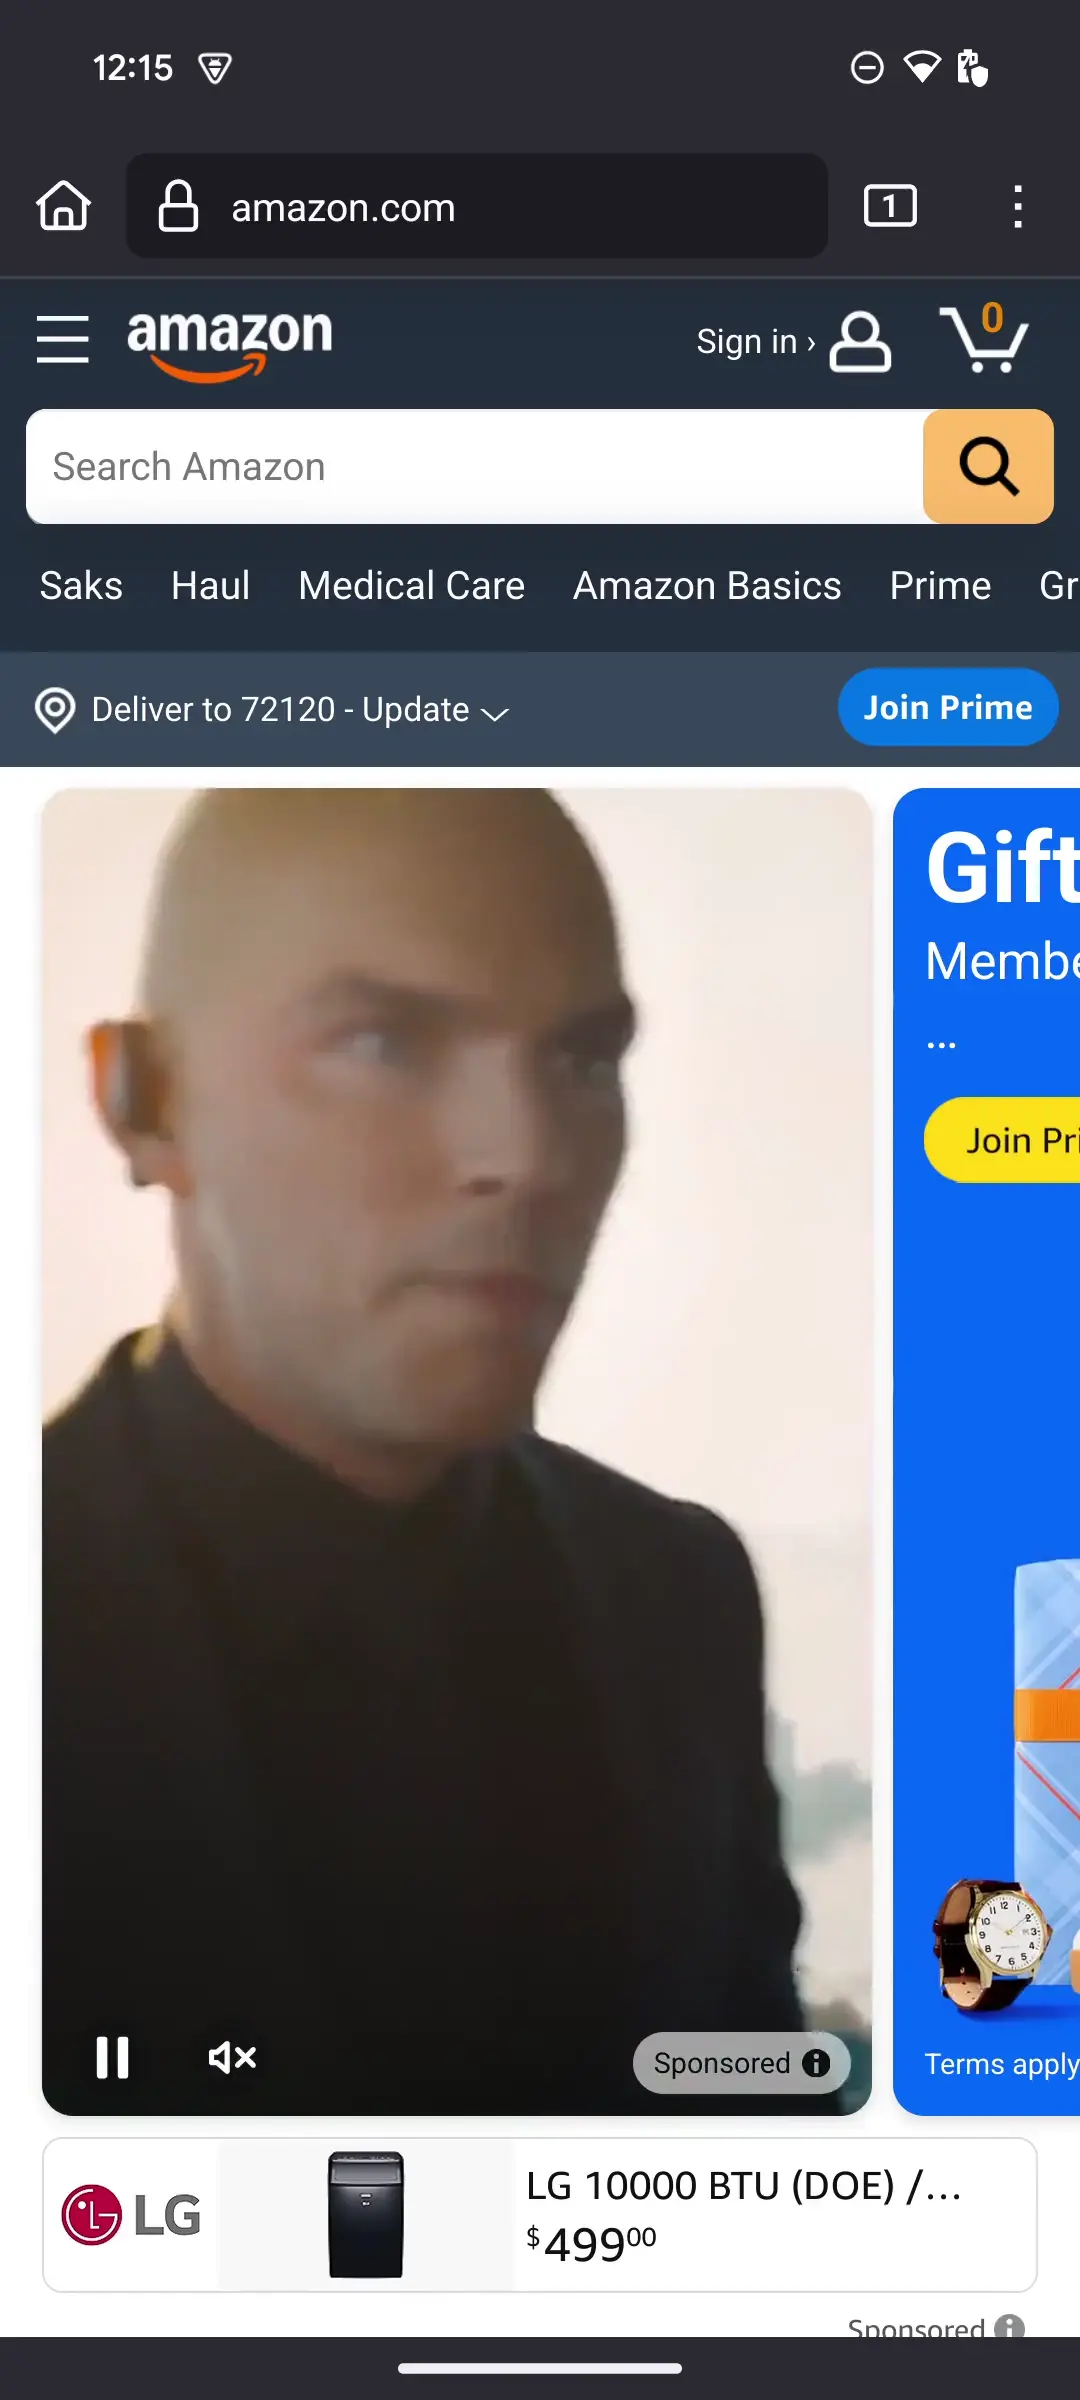 12:15
amazon.com
1
amazon
Sign in ›
0
Search Amazon
Saks Haul Medical Care Amazon Basics Prime Gr
Deliver to 72120 - Update
Join Prime
Gift
Membe
...
Join Pri
Sponsored
Terms apply
LG
LG 10000 BTU (DOE) /...
$49900
Sponsored